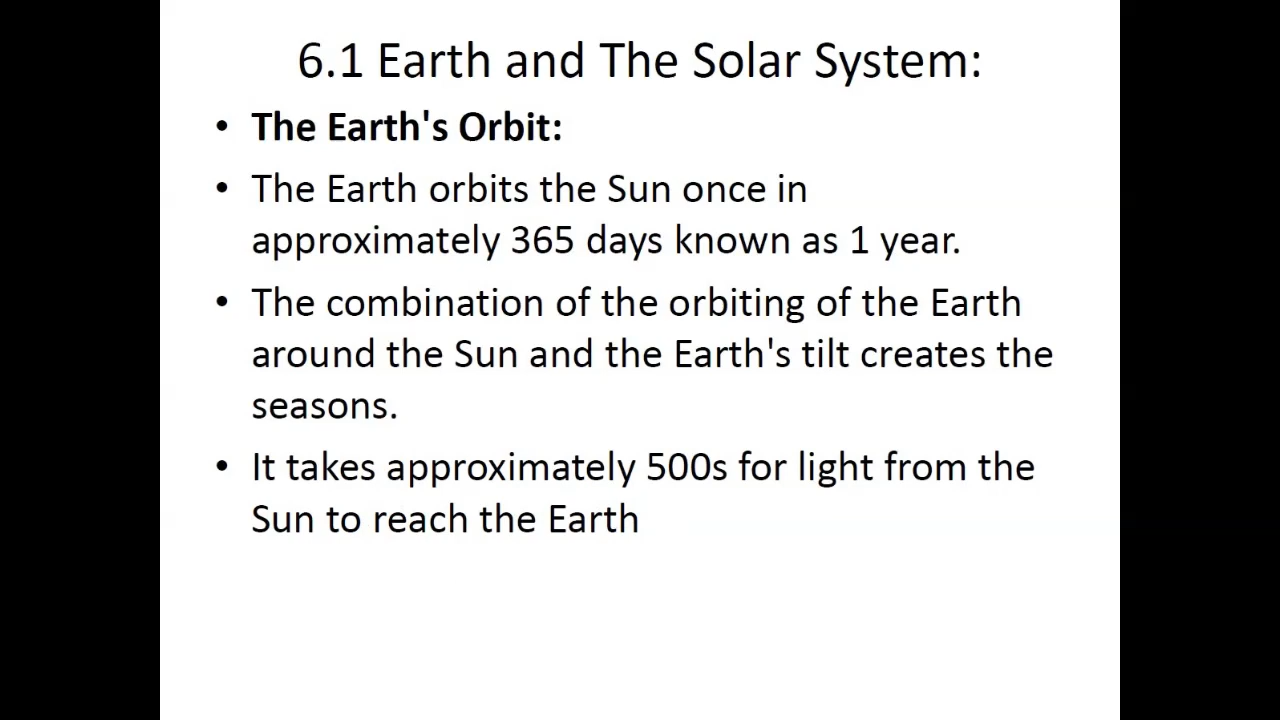 6.1 Earth and The Solar System:
• The Earth's Orbit:
• The Earth orbits the Sun once in
approximately 365 days known as 1 year.
• The combination of the orbiting of the Earth
around the Sun and the Earth's tilt creates the
seasons.
• It takes approximately 500s for light from the
Sun to reach the Earth